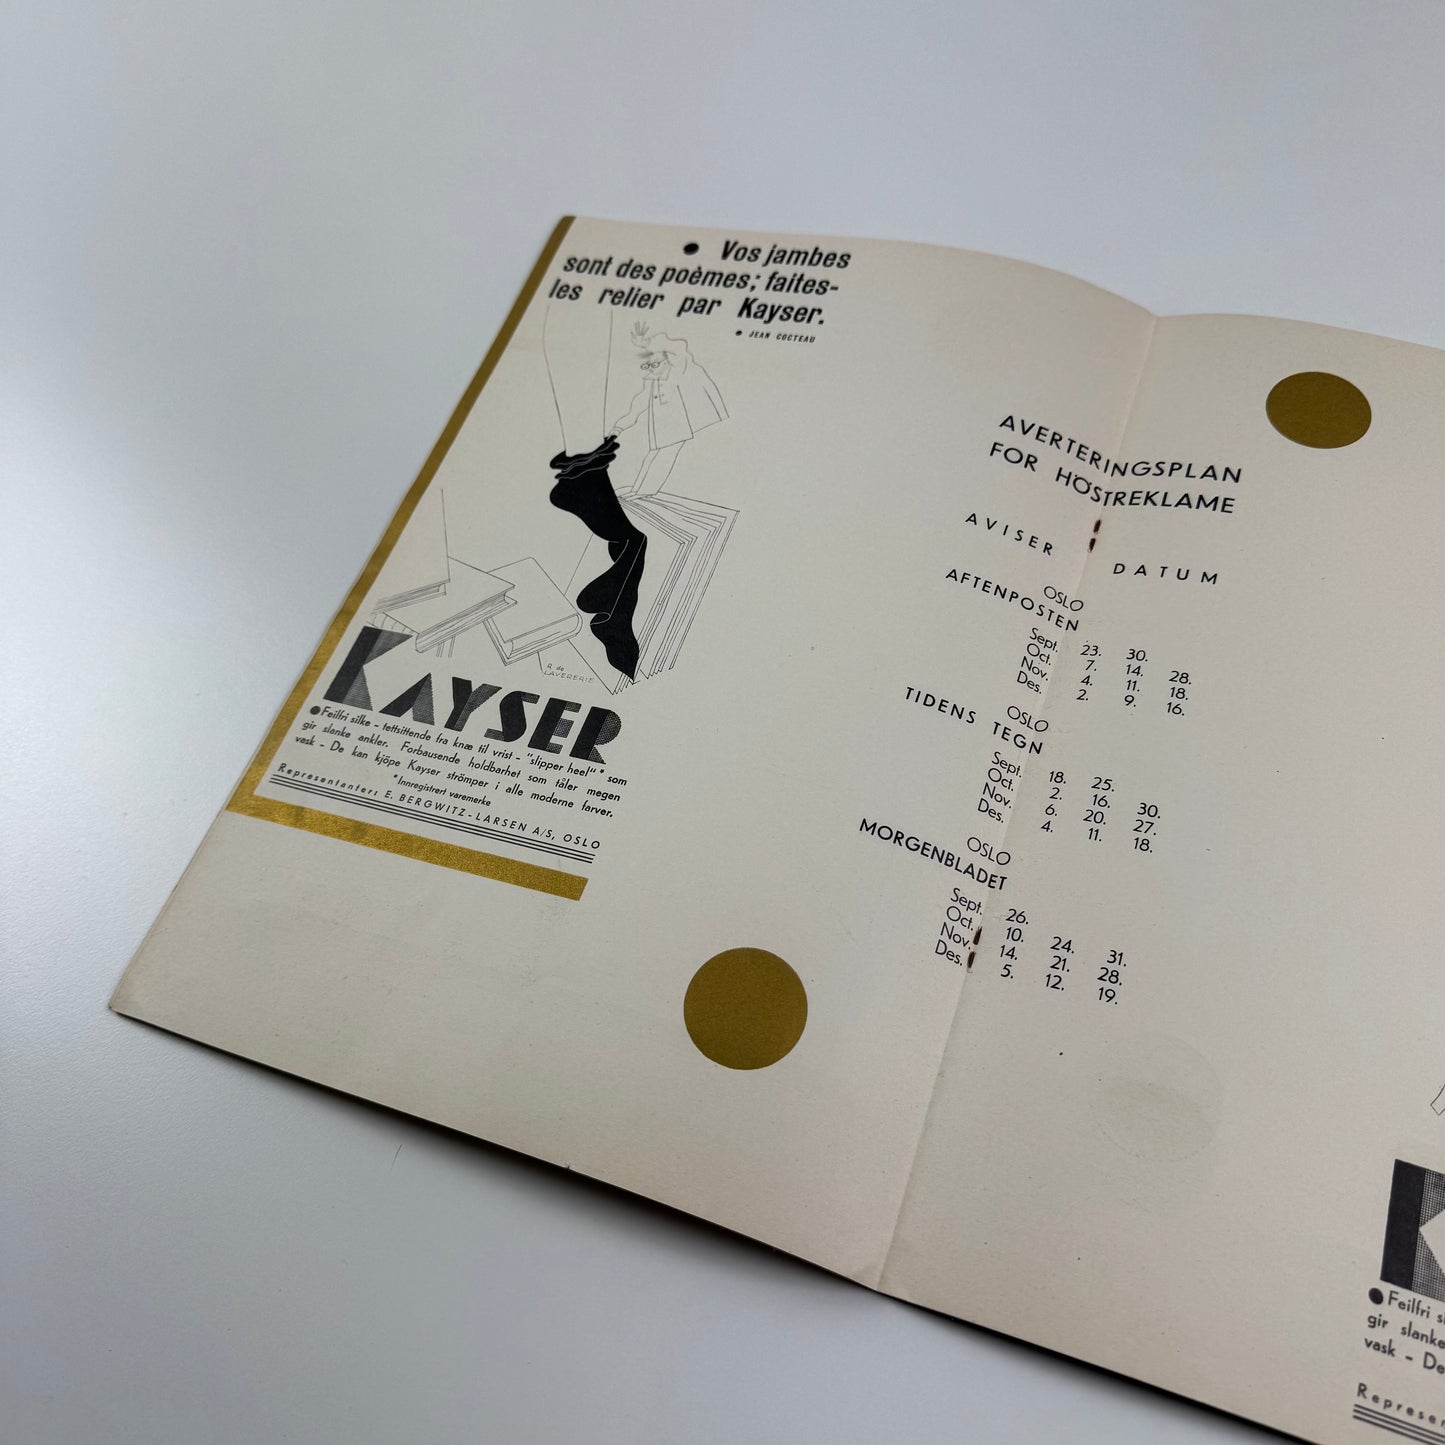 ● Vos jambes
sont des poèmes; faites-
les relier par Kayser.
● JEAN COCTEAU
R. de
LAVERERIE
KAYSER
● Feilfri silke - tettsittende fra knæ til vrist - "slipper heel"* som
gir slanke ankler. Forbausende holdbarhet som tåler megen
vask - De kan kjöpe Kayser strömper i alle moderne farver.
*Innregistrert varemerke
Representanter: E. BERGWITZ-LARSEN A/S, OSLO
AVERTERINGSPLAN
FOR HÖSTREKLAME
AVISER DATUM
OSLO
AFTENPOSTEN
Sept. 23. 30.
Oct. 7. 14. 28.
Nov. 4. 11. 18.
Des. 2. 9. 16.
OSLO
TIDENS TEGN
Sept. 18. 25.
Oct. 2. 16. 30.
Nov. 6. 20. 27.
Des. 4. 11. 18.
OSLO
MORGENBLADET
Sept. 26.
Oct. 10. 24. 31.
Nov. 14. 21. 28.
Des. 5. 12. 19.
K
● Feilfri
gir slanke
vask - De